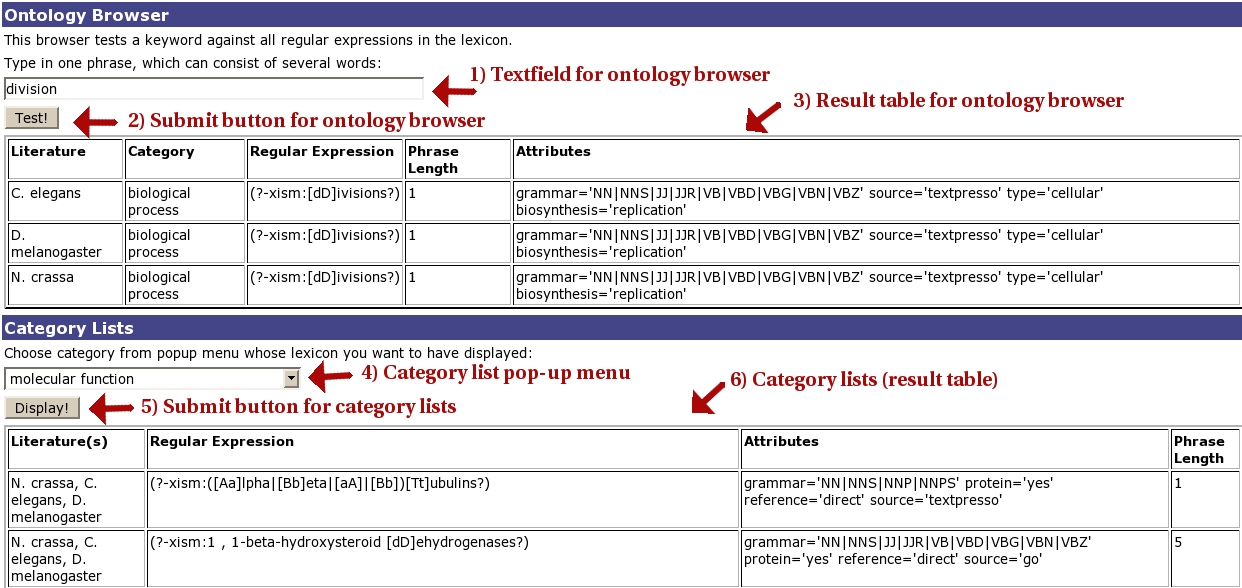 Ontology Browser
This browser tests a keyword against all regular expressions in the lexicon.
Type in one phrase, which can consist of several words:
1) Textfield for ontology browser
division
3) Result table for ontology browser
Test!
2) Submit button for ontology browser
Literature Category Regular Expression Phrase Length Attributes
C. elegans biological process (?-xism:[dD]ivisions?) 1 grammar='NN|NNS|JJ|JJR|VB|VBD|VBG|VBN|VBZ' source='textpresso' type='cellular' biosynthesis='replication'
D. melanogaster biological process (?-xism:[dD]ivisions?) 1 grammar='NN|NNS|JJ|JJR|VB|VBD|VBG|VBN|VBZ' source='textpresso' type='cellular' biosynthesis='replication'
N. crassa biological process (?-xism:[dD]ivisions?) 1 grammar='NN|NNS|JJ|JJR|VB|VBD|VBG|VBN|VBZ' source='textpresso' type='cellular' biosynthesis='replication'
Category Lists
Choose category from popup menu whose lexicon you want to have displayed:
molecular function
4) Category list pop-up menu
6) Category lists (result table)
Display!
5) Submit button for category lists
Literature(s) Regular Expression Attributes Phrase Length
N. crassa, C. elegans, D. melanogaster (?-xism:([Aa]lpha|[Bb]eta|[aA]|[Bb])[Tt]ubulins?) grammar='NN|NNS|NNP|NNPS' protein='yes' reference='direct' source='textpresso' 1
N. crassa, C. elegans, D. melanogaster (?-xism:1 , 1-beta-hydroxysteroid [dD]ehydrogenases?) grammar='NN|NNS|JJ|JJR|VB|VBD|VBG|VBN|VBZ' protein='yes' reference='direct' source='go' 5